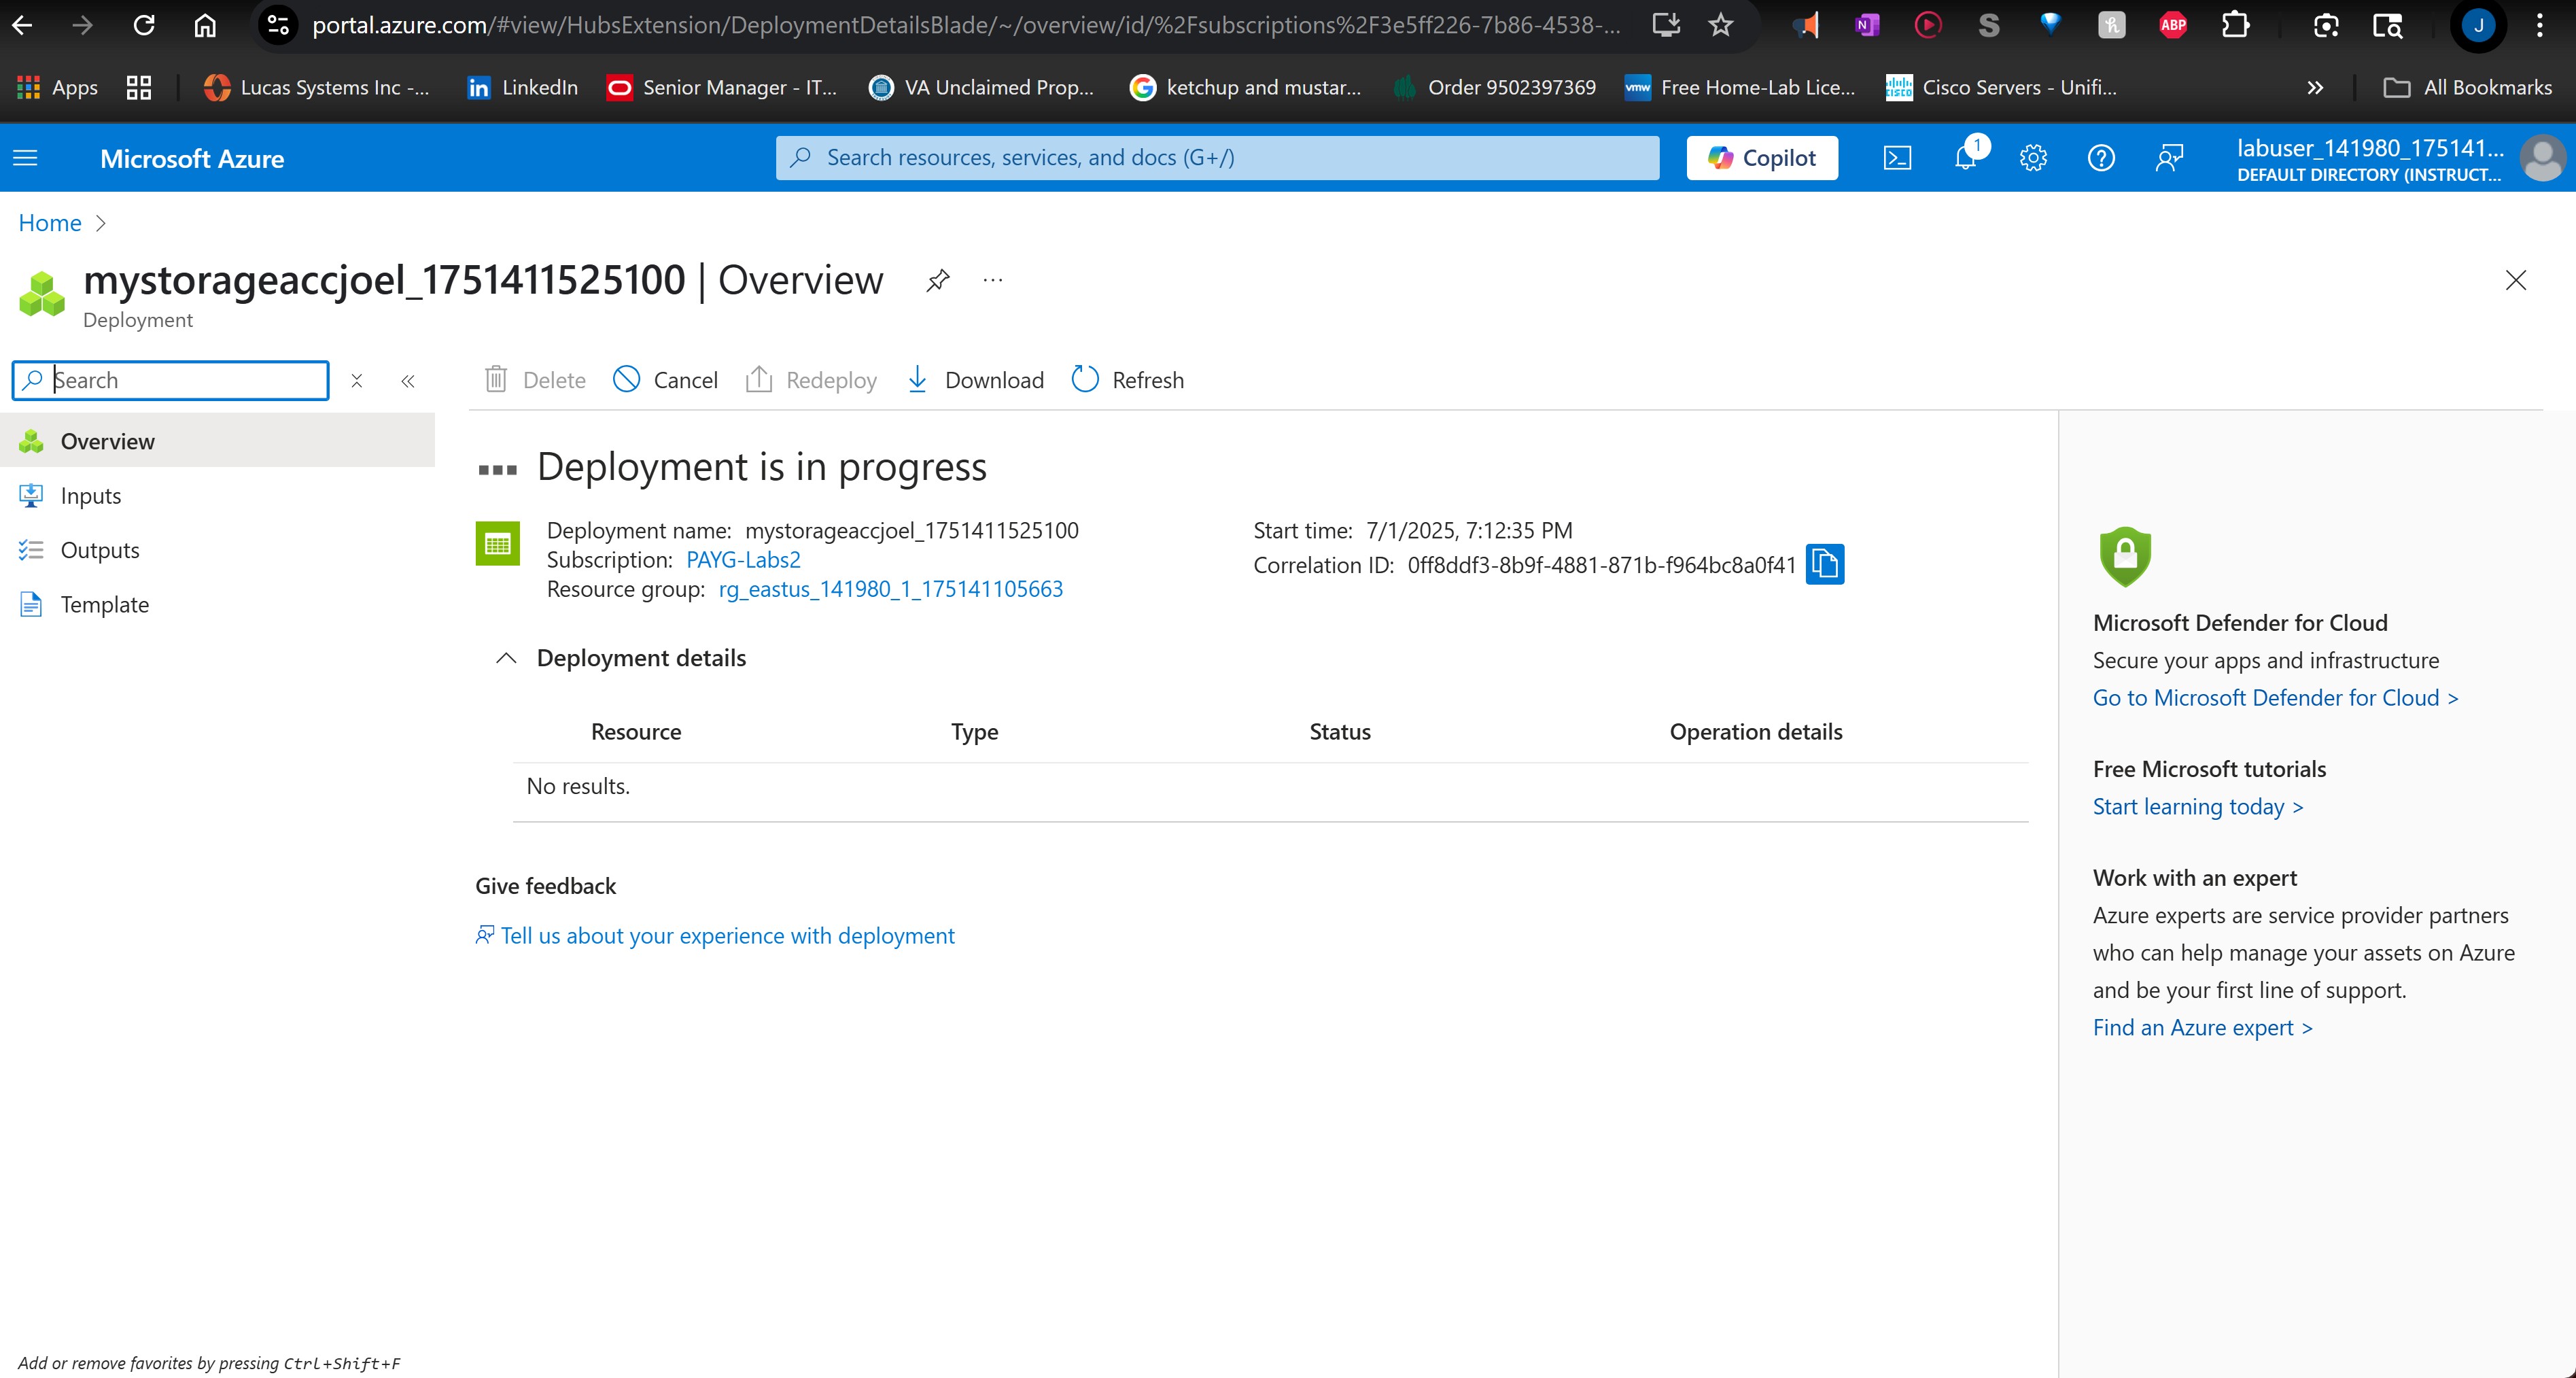 portal.azure.com/#view/HubsExtension/DeploymentDetailsBlade/~/overview/id/%2Fsubscriptions%2F3e5ff226-7b86-4538-...
N
S
h
ABP
J
Apps
Lucas Systems Inc -...
in
LinkedIn
Senior Manager - IT...
VA Unclaimed Prop...
ketchup and mustar...
Order 9502397369
vmw
Free Home-Lab Lice...
CISCO
Cisco Servers - Unifi...
»
All Bookmarks
Microsoft Azure
Search resources, services, and docs (G+/)
Copilot
1
labuser_141980_175141...
DEFAULT DIRECTORY (INSTRUCT...
Home >
mystorageaccjoel_1751411525100 | Overview
...
Deployment
Search
«
Delete
Cancel
Redeploy
Download
Refresh
Overview
Inputs
Outputs
Template
Deployment is in progress
Deployment name: mystorageaccjoel_1751411525100
Subscription: PAYG-Labs2
Resource group: rg_eastus_141980_1_175141105663
Start time: 7/1/2025, 7:12:35 PM
Correlation ID: 0ff8ddf3-8b9f-4881-871b-f964bc8a0f41
Deployment details
Resource Type Status Operation details
No results.
Give feedback
Tell us about your experience with deployment
Microsoft Defender for Cloud
Secure your apps and infrastructure
Go to Microsoft Defender for Cloud >
Free Microsoft tutorials
Start learning today >
Work with an expert
Azure experts are service provider partners
who can help manage your assets on Azure
and be your first line of support.
Find an Azure expert >
Add or remove favorites by pressing Ctrl+Shift+F